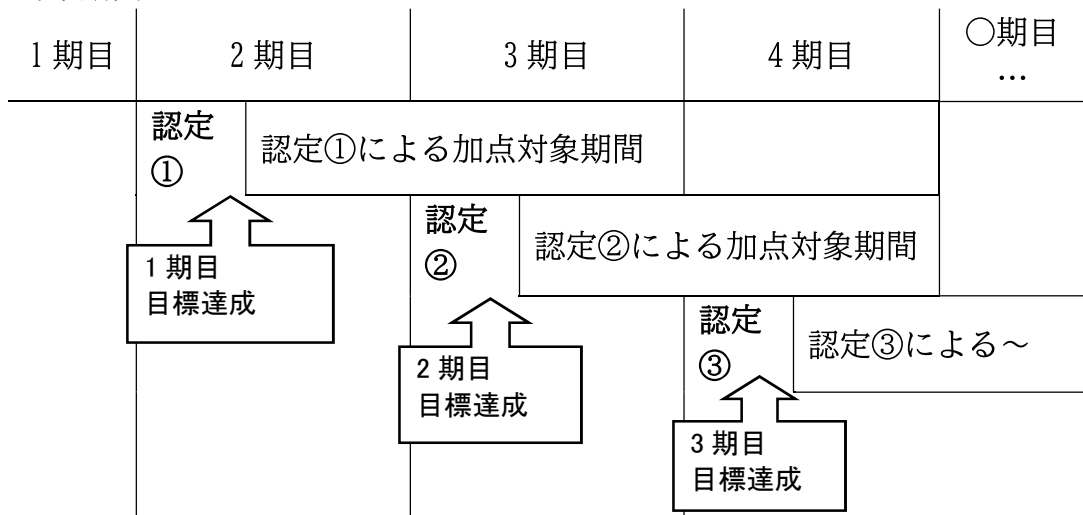 1期目
2期目
3期目
4期目
○期目
…
認定
①
認定①による加点対象期間
1期目
目標達成
認定
②
認定②による加点対象期間
2期目
目標達成
認定
③
認定③による～
3期目
目標達成